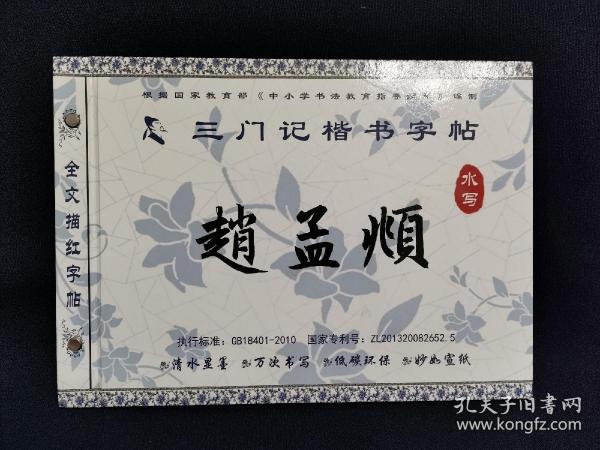 根据国家教育部《中小学书法教育指导》编制
三门记楷书字帖
水写
趙孟頫
全文描红字帖
执行标准：GB18401-2010 国家专利号：ZL201320082652.5
清水显墨 万次书写 低碳环保 妙如宣纸
孔夫子旧书网
www.kongfz.com